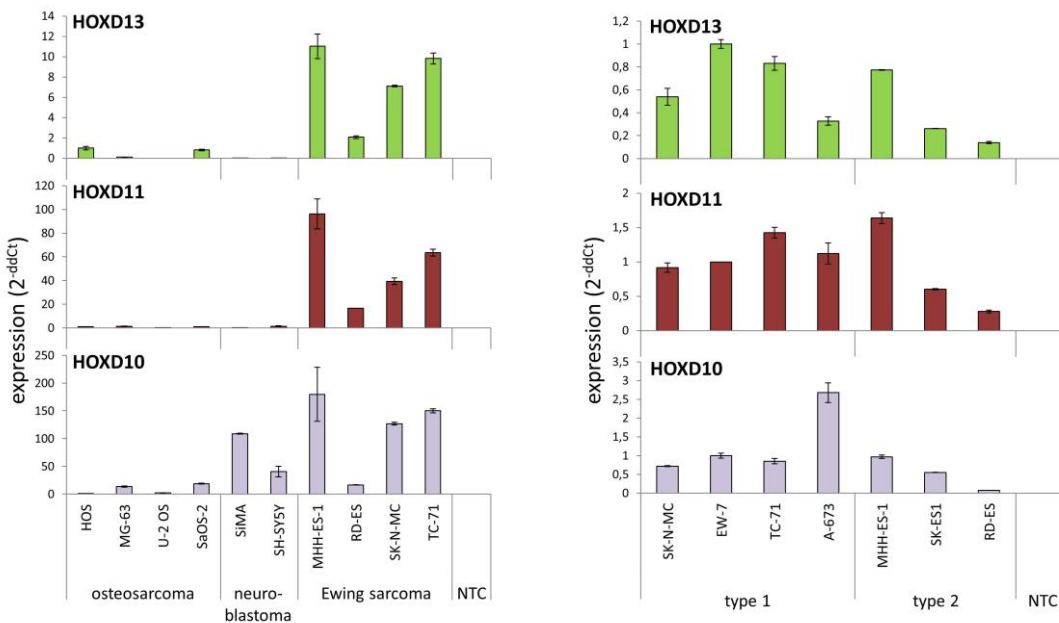 HOXD13
14
12
10
8
6
4
2
0
HOXD11
120
100
80
60
40
20
0
HOXD10
250
200
150
100
50
0
expression (2-ddCt)
HOS
MG-63
U-2 OS
SaOS-2
SiMA
SH-SY5Y
MHH-ES-1
RD-ES
SK-N-MC
TC-71
osteosarcoma
neuro-
blastoma
Ewing sarcoma
NTC
HOXD13
1,2
1
0,8
0,6
0,4
0,2
0
HOXD11
2
1,5
1
0,5
0
HOXD10
3,5
3
2,5
2
1,5
1
0,5
0
expression (2-ddCt)
SK-N-MC
EW-7
TC-71
A-673
MHH-ES-1
SK-ES1
RD-ES
type 1
type 2
NTC